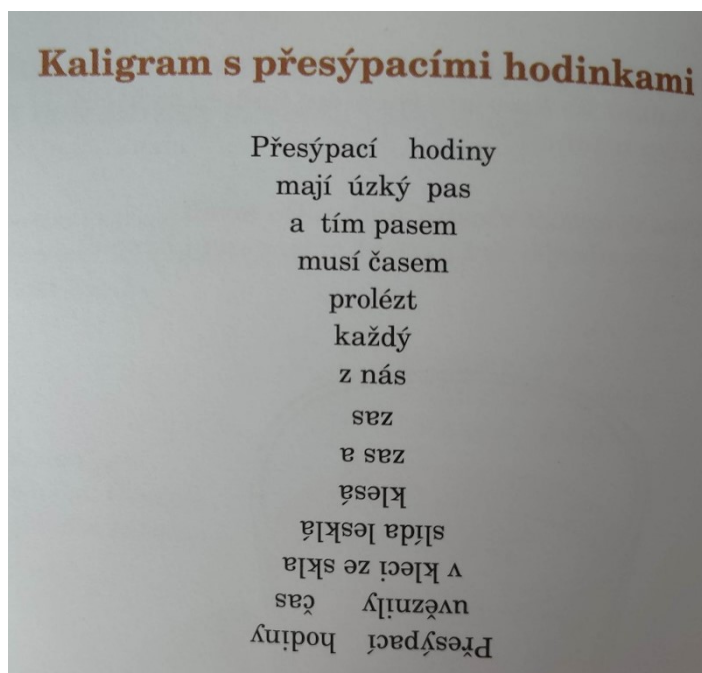 Kaligram s přesýpacími hodinkami
Přesýpací hodiny
mají úzký pas
a tím pasem
musí časem
prolézt
každý
z nás
Přesýpací hodiny
uvěznily čas
v kleci ze skla
slída lesklá
klesá
zas a
zas